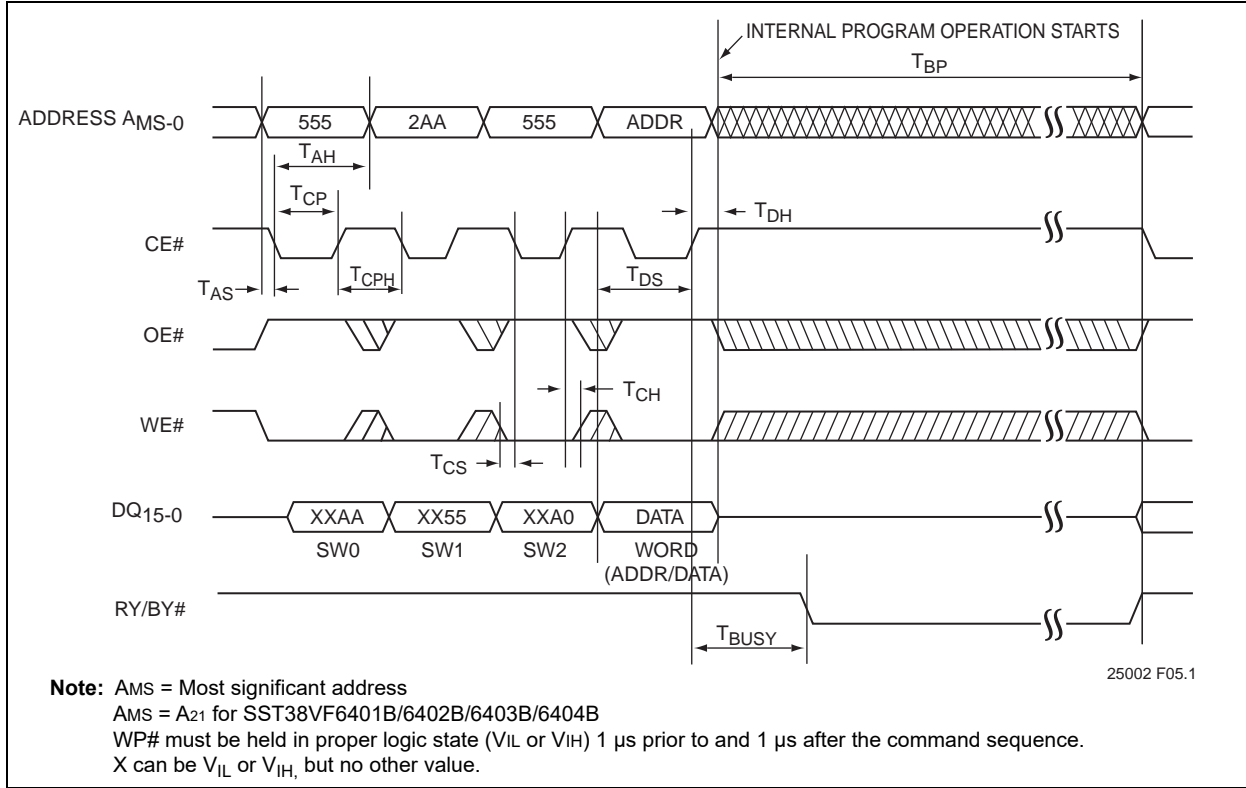 INTERNAL PROGRAM OPERATION STARTS
TBP
ADDRESS AMS-0
555
2AA
555
ADDR
TAH
TCP
TDH
CE#
TCPH
TDS
TAS
OE#
TCH
WE#
TCS
DQ15-0
XXAA
XX55
XXA0
DATA
SW0
SW1
SW2
WORD
(ADDR/DATA)
RY/BY#
TBUSY
25002 F05.1
Note: AMS = Most significant address
AMS = A21 for SST38VF6401B/6402B/6403B/6404B
WP# must be held in proper logic state (VIL or VIH) 1 µs prior to and 1 µs after the command sequence.
X can be VIL or VIH, but no other value.